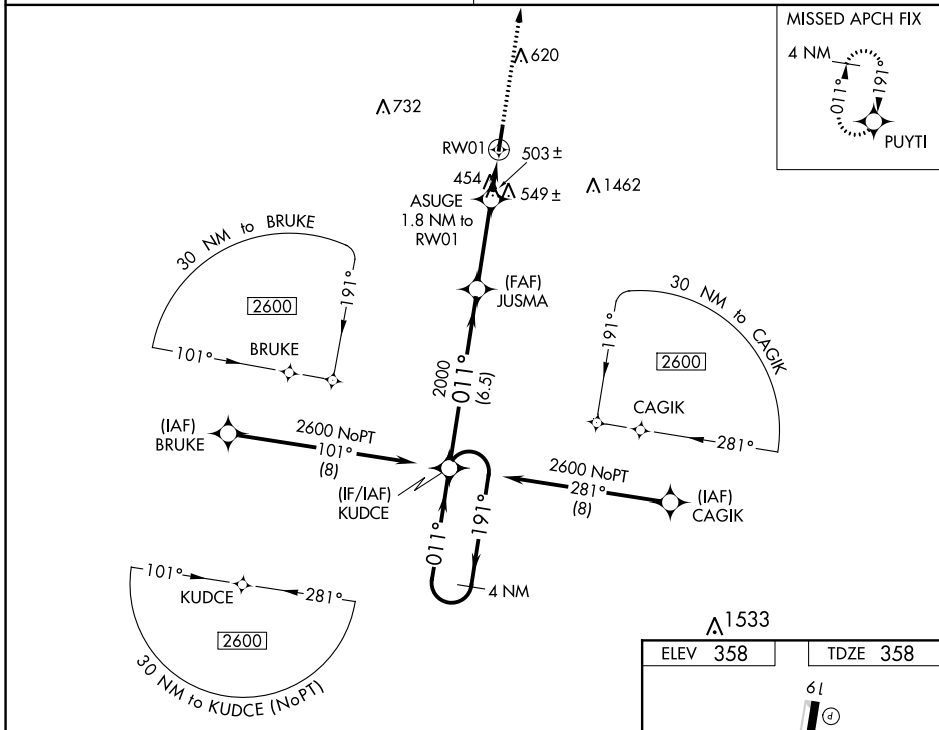 MISSED APCH FIX
4 NM
011°
191°
PUYTI
620
732
RW01
503 ±
454
549 ±
1462
ASUGE
1.8 NM to
RW01
(FAF)
JUSMA
30 NM to BRUKE
2600
191°
101°
BRUKE
30 NM to CAGIK
2600
191°
CAGIK
281°
2000
011°
(6.5)
(IAF)
BRUKE
2600 NoPT
101°
(8)
(IF/IAF)
KUDCE
2600 NoPT
281°
(8)
(IAF)
CAGIK
011°
191°
4 NM
101°
KUDCE
281°
2600
30 NM to KUDCE (NoPT)
1533
ELEV 358
TDZE 358
19
P